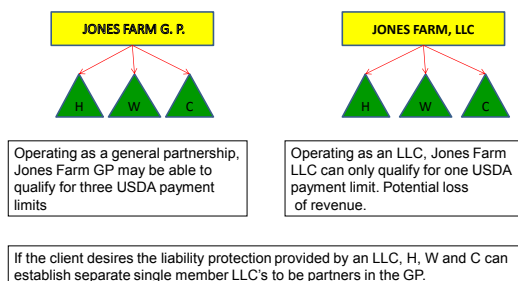 JONES FARM G. P.
JONES FARM, LLC
H
W
C
H
W
C
Operating as a general partnership,
Jones Farm GP may be able to
qualify for three USDA payment
limits
Operating as an LLC, Jones Farm
LLC can only qualify for one USDA
payment limit. Potential loss
of revenue.
If the client desires the liability protection provided by an LLC, H, W and C can
establish separate single member LLC's to be partners in the GP.